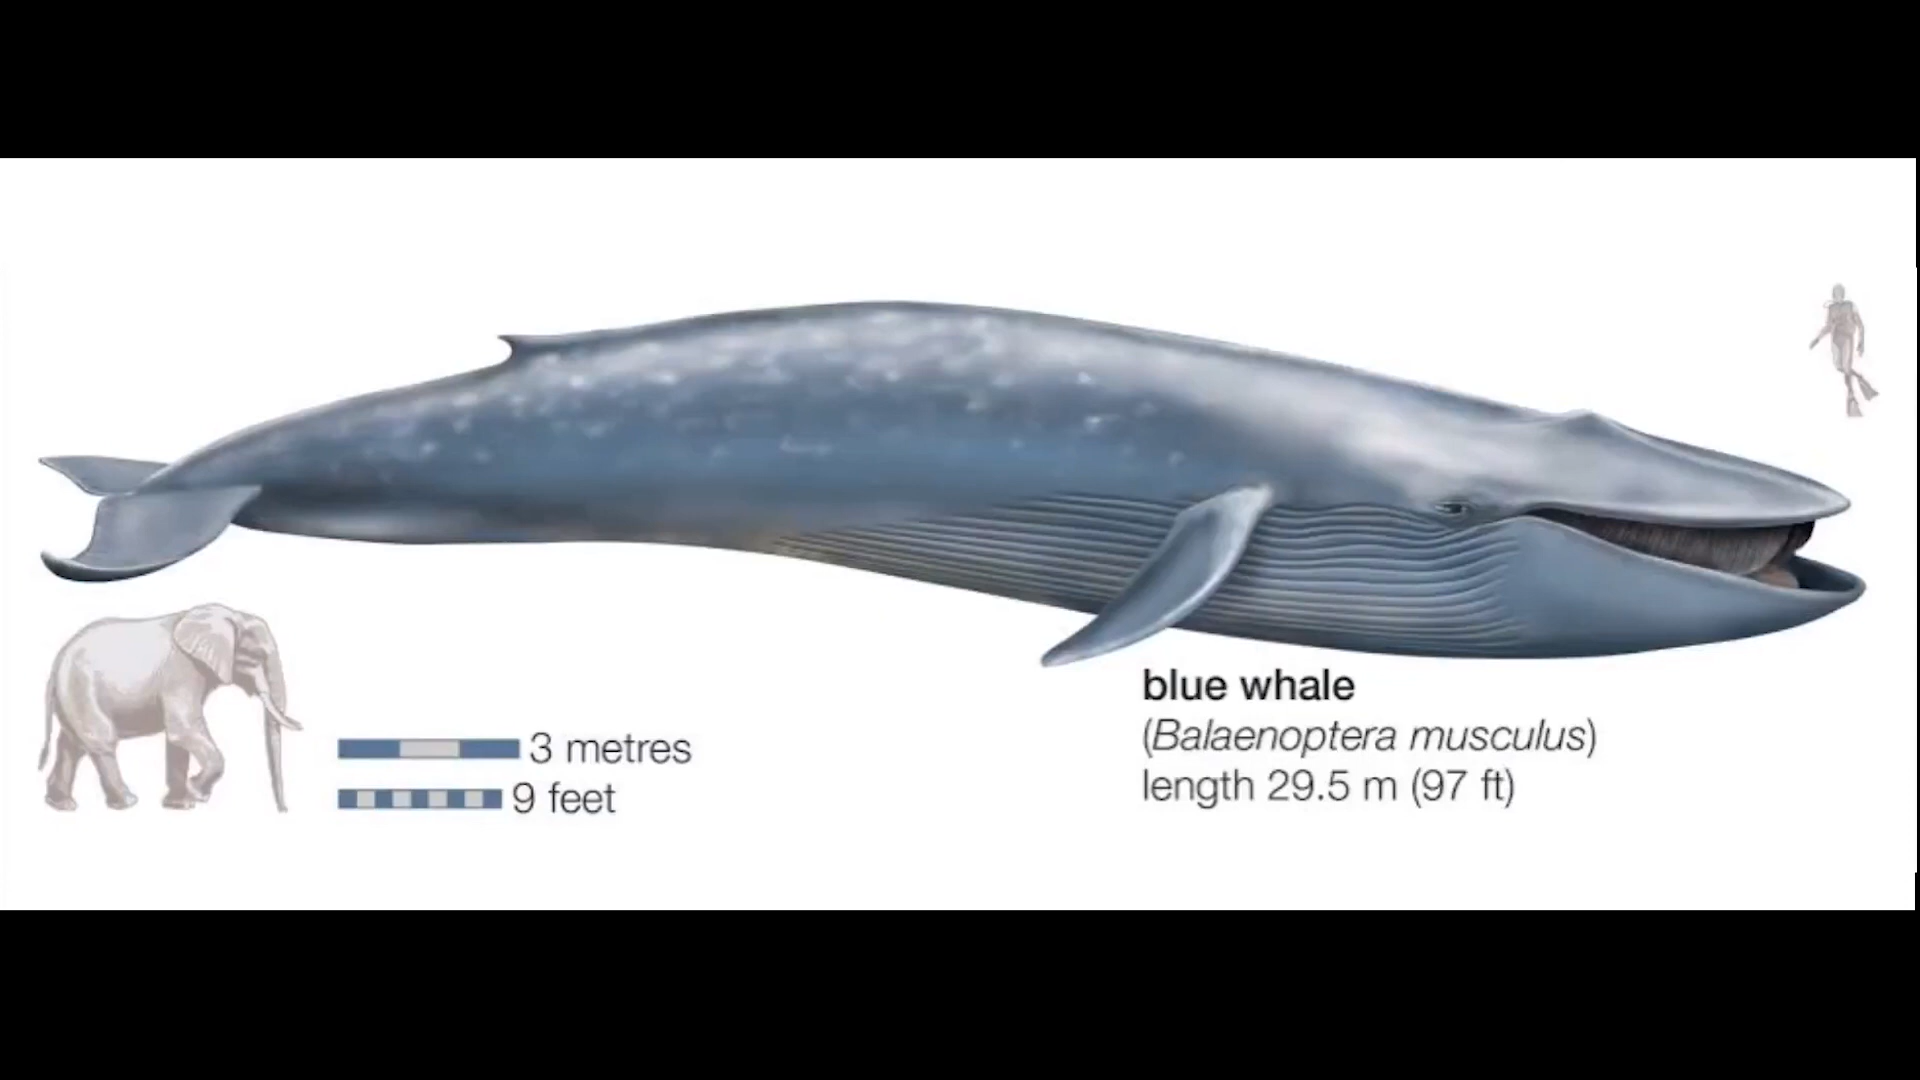 3 metres
9 feet
blue whale
(Balaenoptera musculus)
length 29.5 m (97 ft)